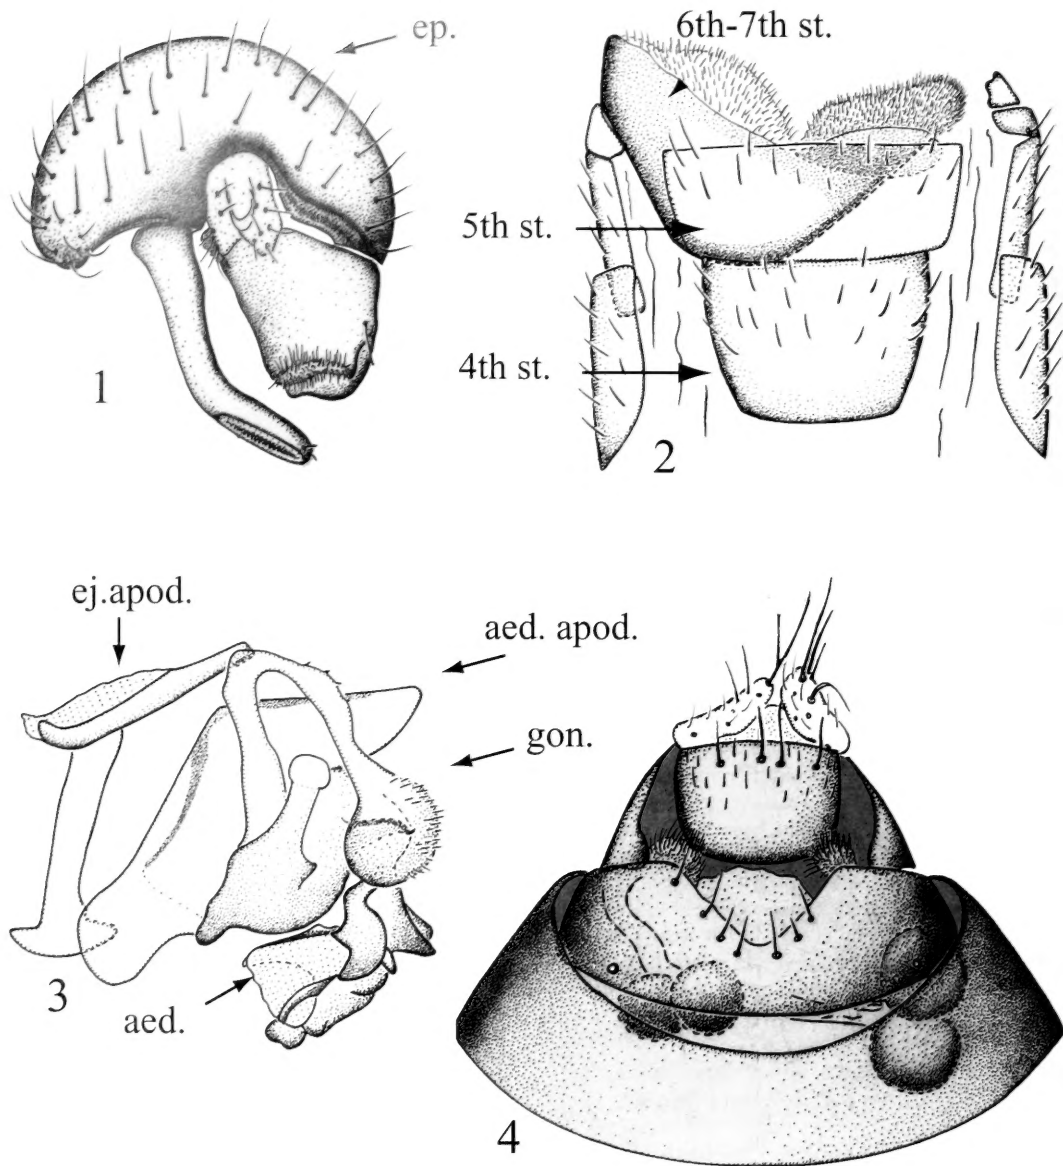 ep.
6th-7th st.
5th st.
4th st.
1
2
ej.apod.
aed. apod.
gon.
3
aed.
4